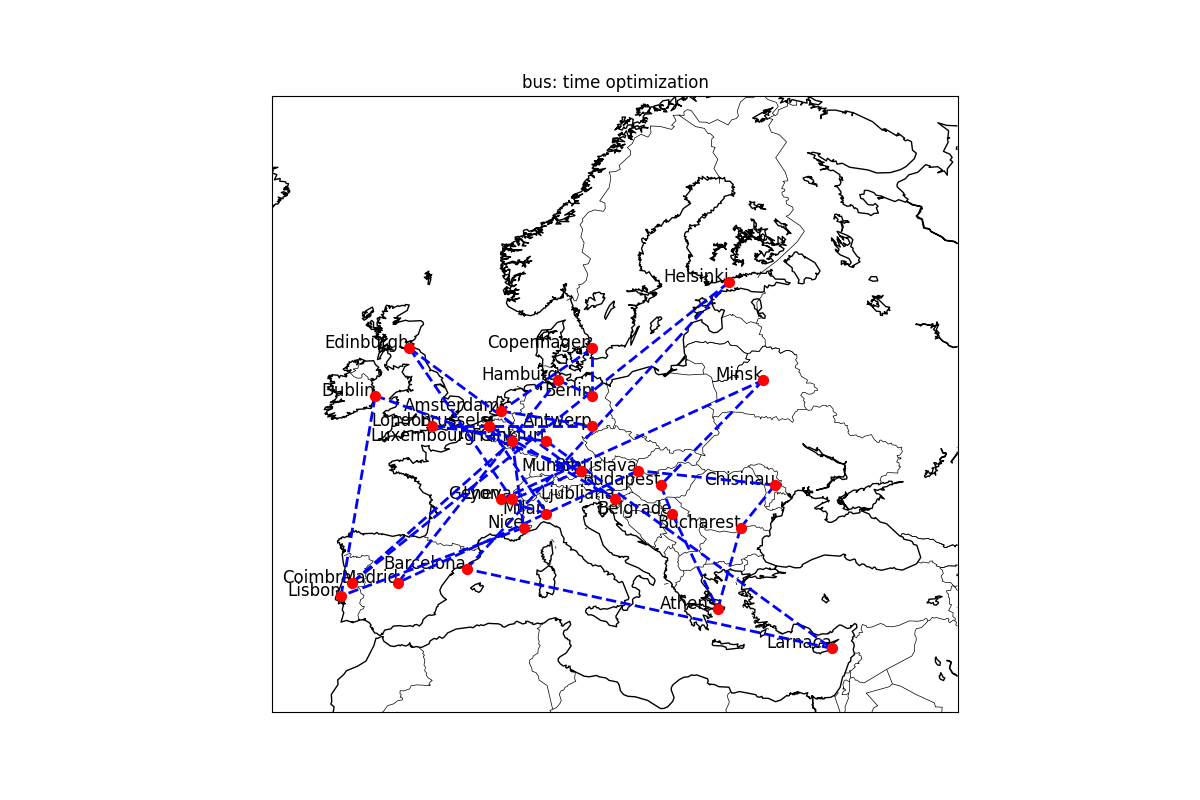 bus: time optimization
Helsinki
Edinburgh
Copenhagen
Hamburg
Minsk
Dublin
Berlin
Amsterdam
London
Brussels
Antwerp
Luxembourg
Frankfurt
Munich
Bratislava
Budapest
Chisinau
Geneva
Lyon
Ljubljana
Milan
Belgrade
Nice
Bucharest
Barcelona
Coimbra
Madrid
Lisbon
Athens
Larnaca